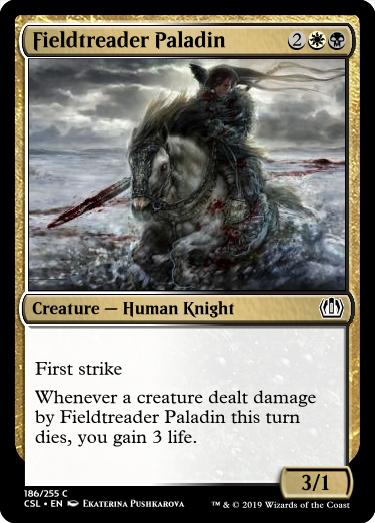 Fieldtreader Paladin 2
Creature — Human Knight
First strike
Whenever a creature dealt damage
by Fieldtreader Paladin this turn
dies, you gain 3 life.
3/1
186/255 C
CSL • EN Ekaterina Pushkarova ™ & © 2019 Wizards of the Coast